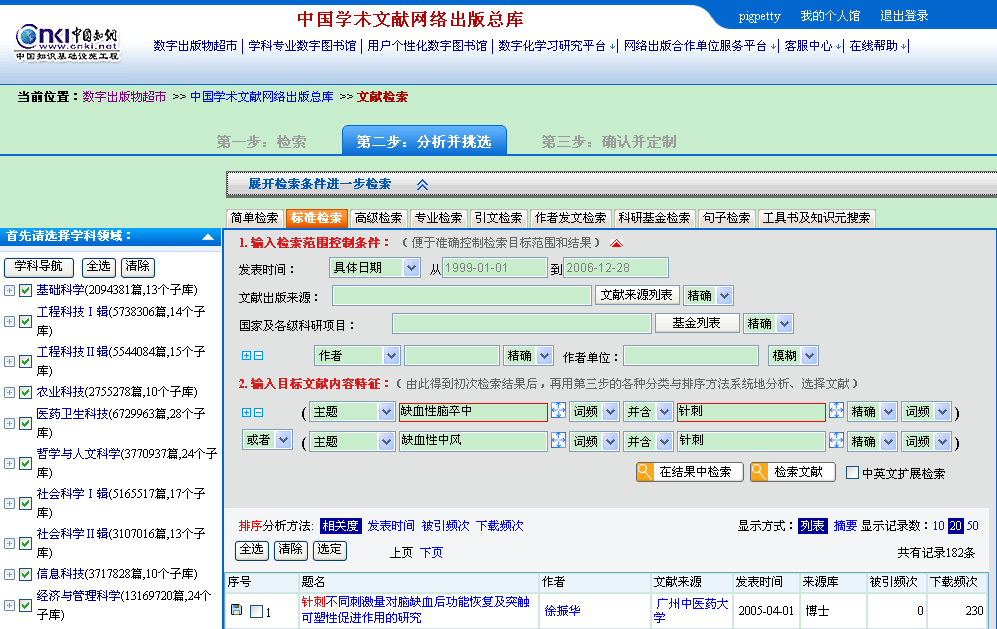 中国学术文献网络出版总库
pigpetty 我的个人馆 退出登录
cnki 中国知网
www.cnki.net
中国知识基础设施工程
数字出版物超市 | 学科专业数字图书馆 | 用户个性化数字图书馆 | 数字化学习研究平台↓ | 网络出版合作单位服务平台↓ | 客服中心↓ | 在线帮助↓ |
当前位置：数字出版物超市 >> 中国学术文献网络出版总库 >> 文献检索
第一步：检索 第二步：分析并挑选 第三步：确认并定制
展开检索条件进一步检索
简单检索 标准检索 高级检索 专业检索 引文检索 作者发文检索 科研基金检索 句子检索 工具书及知识元搜索
首先请选择学科领域：
学科导航 全选 清除
基础科学(2094381篇,13个子库)
工程科技Ⅰ辑(5738306篇,14个子
库)
工程科技Ⅱ辑(5544084篇,15个子
库)
农业科技(2755278篇,10个子库)
医药卫生科技(6729963篇,28个子
库)
哲学与人文科学(3770937篇,24个子
库)
社会科学Ⅰ辑(5165517篇,17个子
库)
社会科学Ⅱ辑(3107016篇,13个子
库)
信息科技(3717828篇,10个子库)
经济与管理科学(13169720篇,24个
子库)
1. 输入检索范围控制条件：（便于准确控制检索目标范围和结果）
发表时间： 具体日期 从 1999-01-01 到 2006-12-28
文献出版来源： 文献来源列表 精确
国家及各级科研项目： 基金列表 精确
作者 精确 作者单位： 模糊
2. 输入目标文献内容特征：（由此得到初次检索结果后，再用第三步的各种分类与排序方法系统地分析、选择文献）
( 主题 缺血性脑卒中 词频 并含 针刺 精确 词频 )
或者 ( 主题 缺血性中风 词频 并含 针刺 精确 词频 )
在结果中检索 检索文献 中英文扩展检索
排序分析方法: 相关度 发表时间 被引频次 下载频次 显示方式：列表 摘要 显示记录数：10 20 50
全选 清除 选定 上页 下页 共有记录182条
序号 题名 作者 文献来源 发表时间 来源库 被引频次 下载频次
1 针刺不同刺激量对脑缺血后功能恢复及突触可塑性促进作用的研究 徐振华 广州中医药大学 2005-04-01 博士 0 230